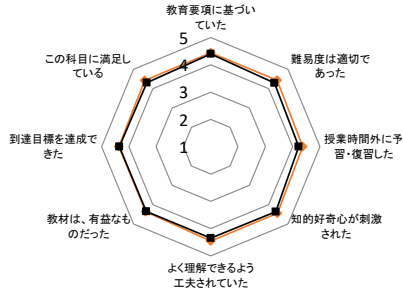 教育要項に基づい
ていた
難易度は適切で
あった
授業時間外に予
習・復習した
知的好奇心が刺激
された
よく理解できるよう
工夫されていた
教材は、有益なも
のだった
到達目標を達成で
きた
この科目に満足し
ている
5
4
3
2
1